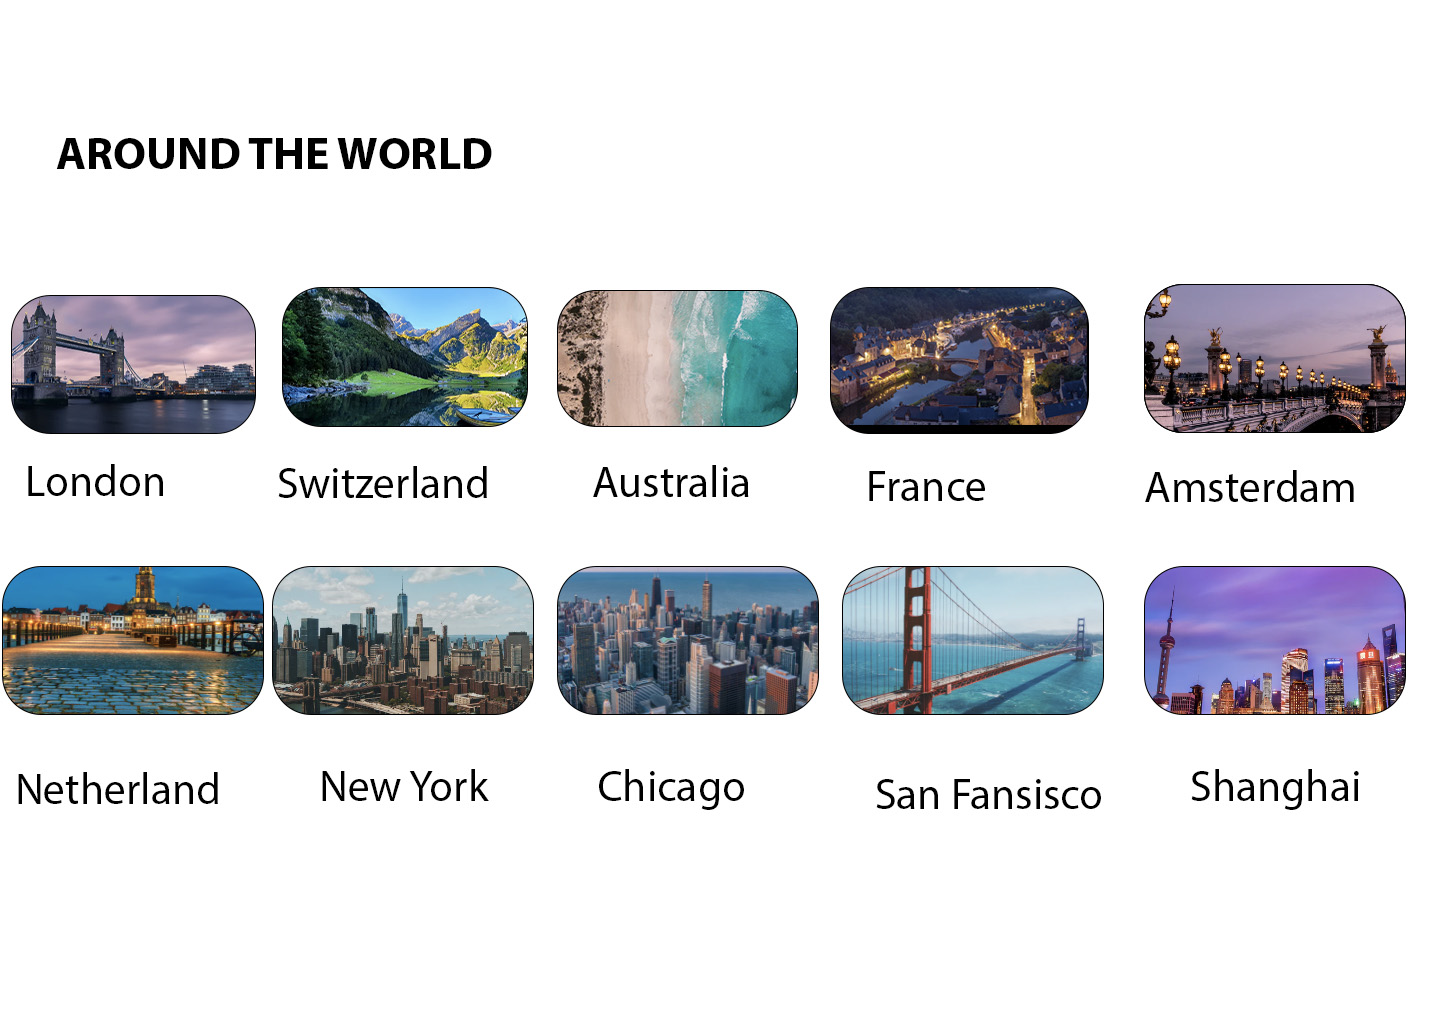 AROUND THE WORLD
London
Switzerland
Australia
France
Amsterdam
Netherland
New York
Chicago
San Fansisco
Shanghai